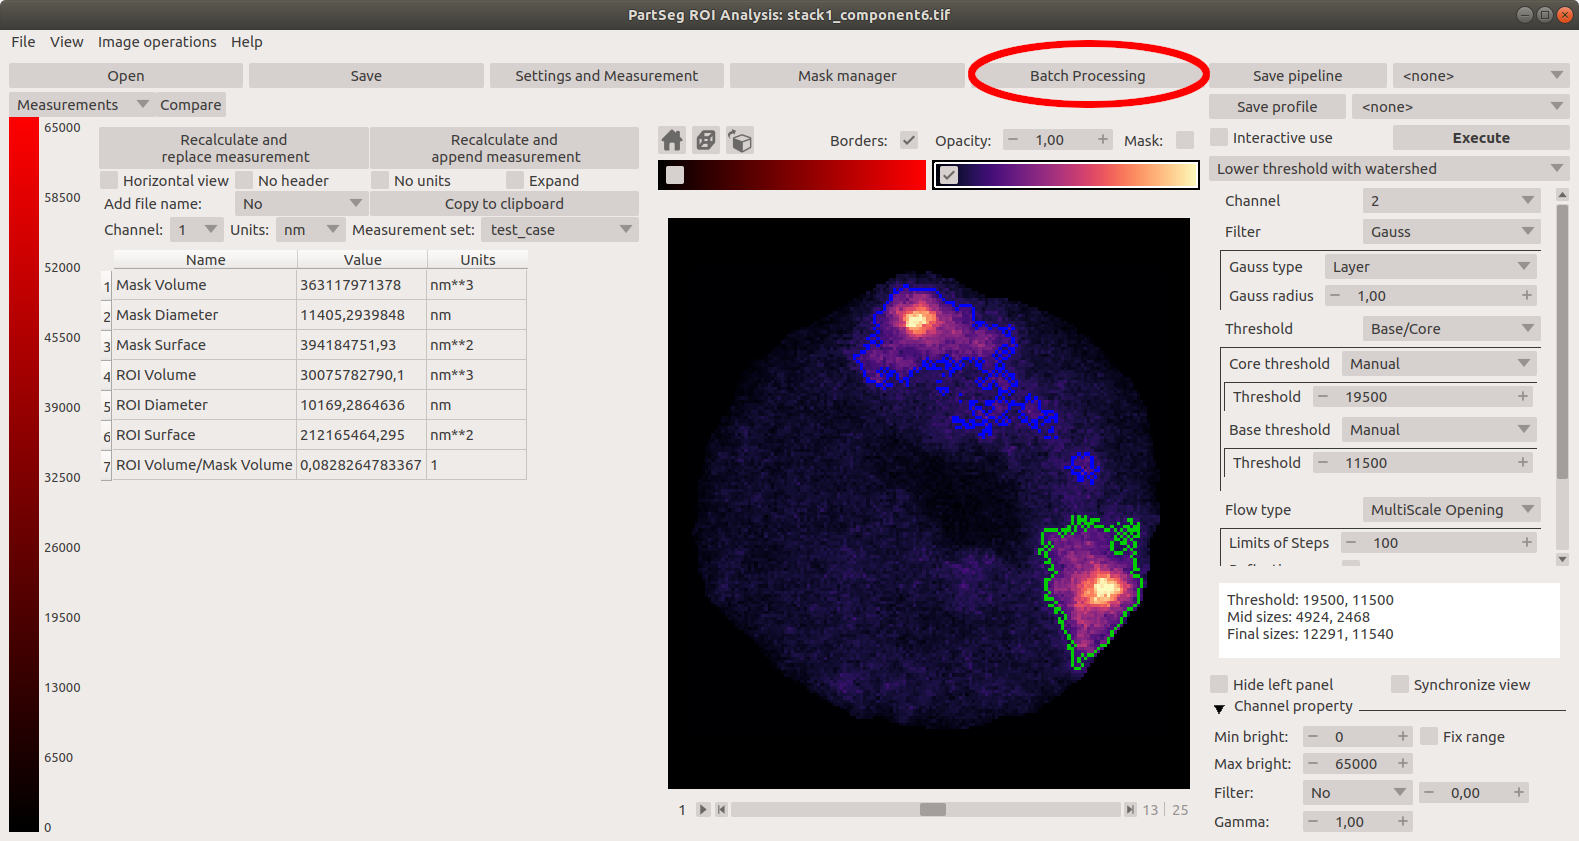 PartSeg ROI Analysis: stack1_component6.tif
File View Image operations Help
Open Save Settings and Measurement Mask manager Batch Processing Save pipeline <none>
Measurements Compare Save profile <none>
65000
58500
52000
45500
39000
32500
26000
19500
13000
6500
0
Recalculate and
replace measurement
Recalculate and
append measurement
Horizontal view No header No units Expand
Add file name: No Copy to clipboard
Channel: 1 Units: nm Measurement set: test_case
Name Value Units
1 Mask Volume 363117971378 nm**3
2 Mask Diameter 11405,2939848 nm
3 Mask Surface 394184751,93 nm**2
4 ROI Volume 30075782790,1 nm**3
5 ROI Diameter 10169,2864636 nm
6 ROI Surface 212165464,295 nm**2
7 ROI Volume/Mask Volume 0,0828264783367 1
Borders: Opacity: − 1,00 + Mask:
1 13 | 25
Interactive use Execute
Lower threshold with watershed
Channel 2
Filter Gauss
Gauss type Layer
Gauss radius − 1,00 +
Threshold Base/Core
Core threshold Manual
Threshold − 19500 +
Base threshold Manual
Threshold − 11500 +
Flow type MultiScale Opening
Limits of Steps − 100 +
Threshold: 19500, 11500
Mid sizes: 4924, 2468
Final sizes: 12291, 11540
Hide left panel Synchronize view
Channel property
Min bright: − 0 + Fix range
Max bright: − 65000 +
Filter: No − 0,00 +
Gamma: − 1,00 +